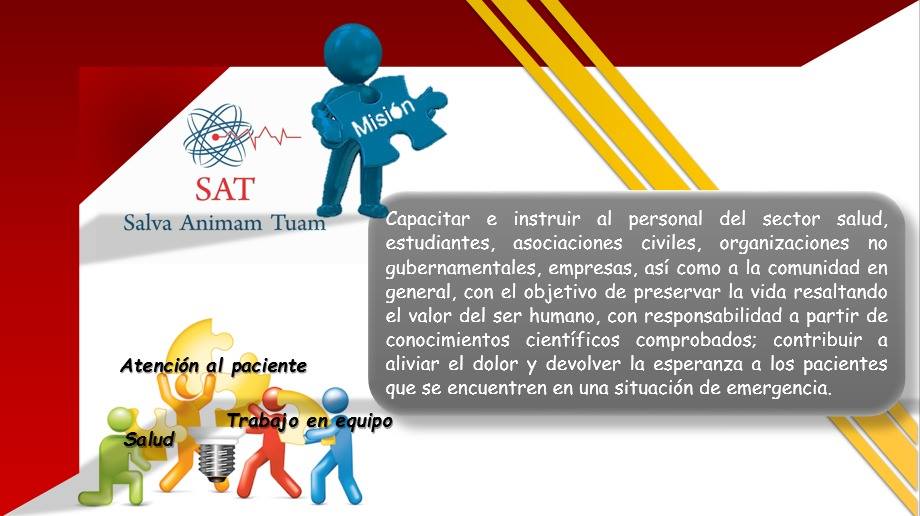 Misión
SAT
Salva Animam Tuam
Capacitar e instruir al personal del sector salud,
estudiantes, asociaciones civiles, organizaciones no
gubernamentales, empresas, así como a la comunidad en
general, con el objetivo de preservar la vida resaltando
el valor del ser humano, con responsabilidad a partir de
conocimientos científicos comprobados; contribuir a
aliviar el dolor y devolver la esperanza a los pacientes
que se encuentren en una situación de emergencia.
Atención al paciente
Trabajo en equipo
Salud